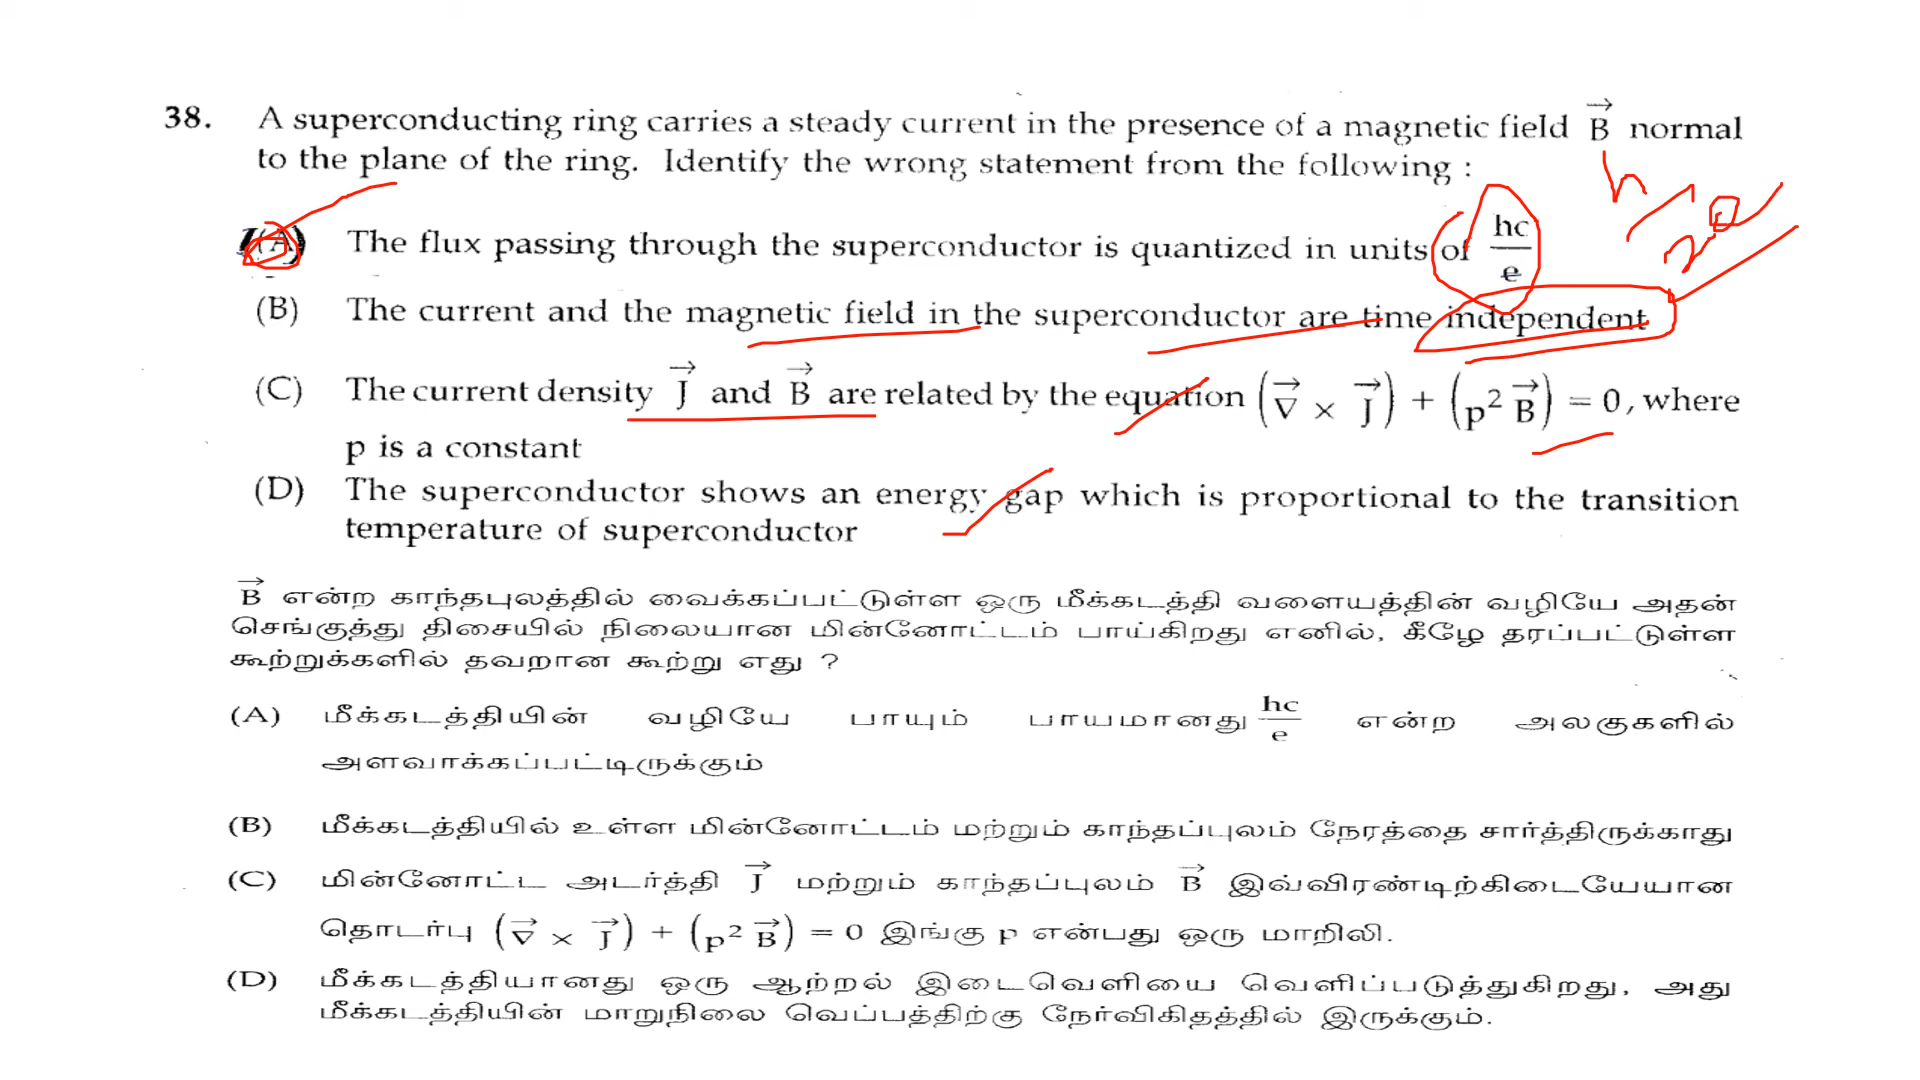 38. A superconducting ring carries a steady current in the presence of a magnetic field B⃗ normal
to the plane of the ring. Identify the wrong statement from the following :
(A) The flux passing through the superconductor is quantized in units of hc/e
(B) The current and the magnetic field in the superconductor are time independent
(C) The current density J⃗ and B⃗ are related by the equation (∇⃗ × J⃗) + (p² B⃗) = 0, where
p is a constant
(D) The superconductor shows an energy gap which is proportional to the transition
temperature of superconductor
B⃗ என்ற காந்தபுலத்தில் வைக்கப்பட்டுள்ள ஒரு மீக்கடத்தி வளையத்தின் வழியே அதன்
செங்குத்து திசையில் நிலையான மின்னோட்டம் பாய்கிறது எனில், கீழே தரப்பட்டுள்ள
கூற்றுக்களில் தவறான கூற்று எது ?
(A) மீக்கடத்தியின் வழியே பாயும் பாயமானது hc/e என்ற அலகுகளில்
அளவாக்கப்பட்டிருக்கும்
(B) மீக்கடத்தியில் உள்ள மின்னோட்டம் மற்றும் காந்தப்புலம் நேரத்தை சார்த்திருக்காது
(C) மின்னோட்ட அடர்த்தி J⃗ மற்றும் காந்தப்புலம் B⃗ இவ்விரண்டிற்கிடையேயான
தொடர்பு (∇⃗ × J⃗) + (p² B⃗) = 0 இங்கு p என்பது ஒரு மாறிலி.
(D) மீக்கடத்தியானது ஒரு ஆற்றல் இடைவெளியை வெளிப்படுத்துகிறது, அது
மீக்கடத்தியின் மாறுநிலை வெப்பத்திற்கு நேர்விகிதத்தில் இருக்கும்.